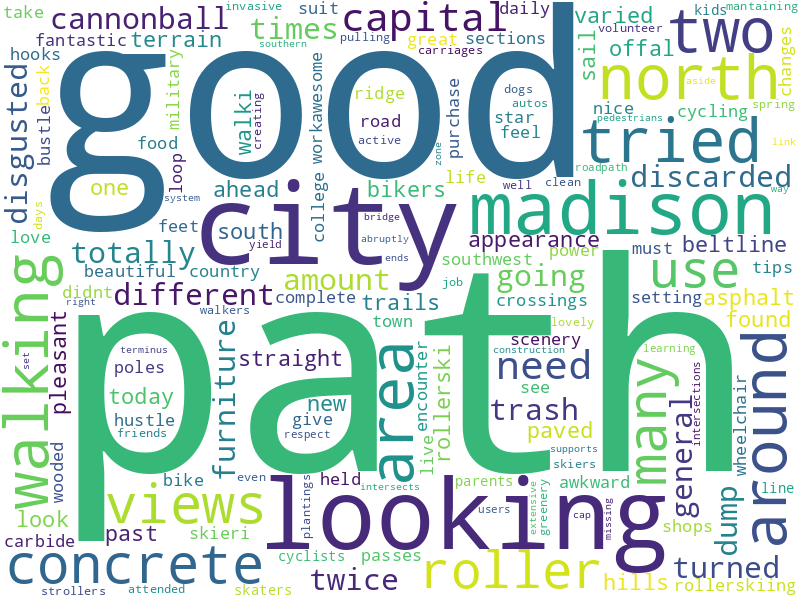 take
invasive
suit
daily
varied
kids
mantaining
cannonball
capital
times
pulling
volunteer
two
fantastic
terrain
southern
great
sections
offal
sail
changes
hooks
back
military
carriages
north
good
disgusted
bustle
walki
creating
workawesome
ridge
purchase
dogs
autos
nice
cycling
spring
aside
food
loop
road
star
feel
pedestrians
tried
link
college
active
zone
roadpath
one
ahead
bikers
life
well
clean
discarded
way
days
system
city
bridge
madison
feet
south
yield
abruptly
love
totally
southwest
appearance
power
must
beltline
beautiful
country
ends
going
use
right
didnt
amount
job
tips
different
complete
trails
crossings
setting
asphalt
walkers
town
lovely
found
walking
pleasant
path
set
terminus
straight
area
encounter
scenery
construction
learning
poles
need
see
many
around
today
furniture
new
live
rollerski
trash
general
intersections
wheelchair
hustle
give
paved
friends
respect
supports
wooded
bike
even
held
parents
skiers
awkward
line
views
intersects
looking
look
past
skieri
plantings
users
extensive
greenery
cap
missing
shops
dump
carbide
cyclists
passes
concrete
twice
roller
hills
turned
strollers
attended
skaters
rollerskiing